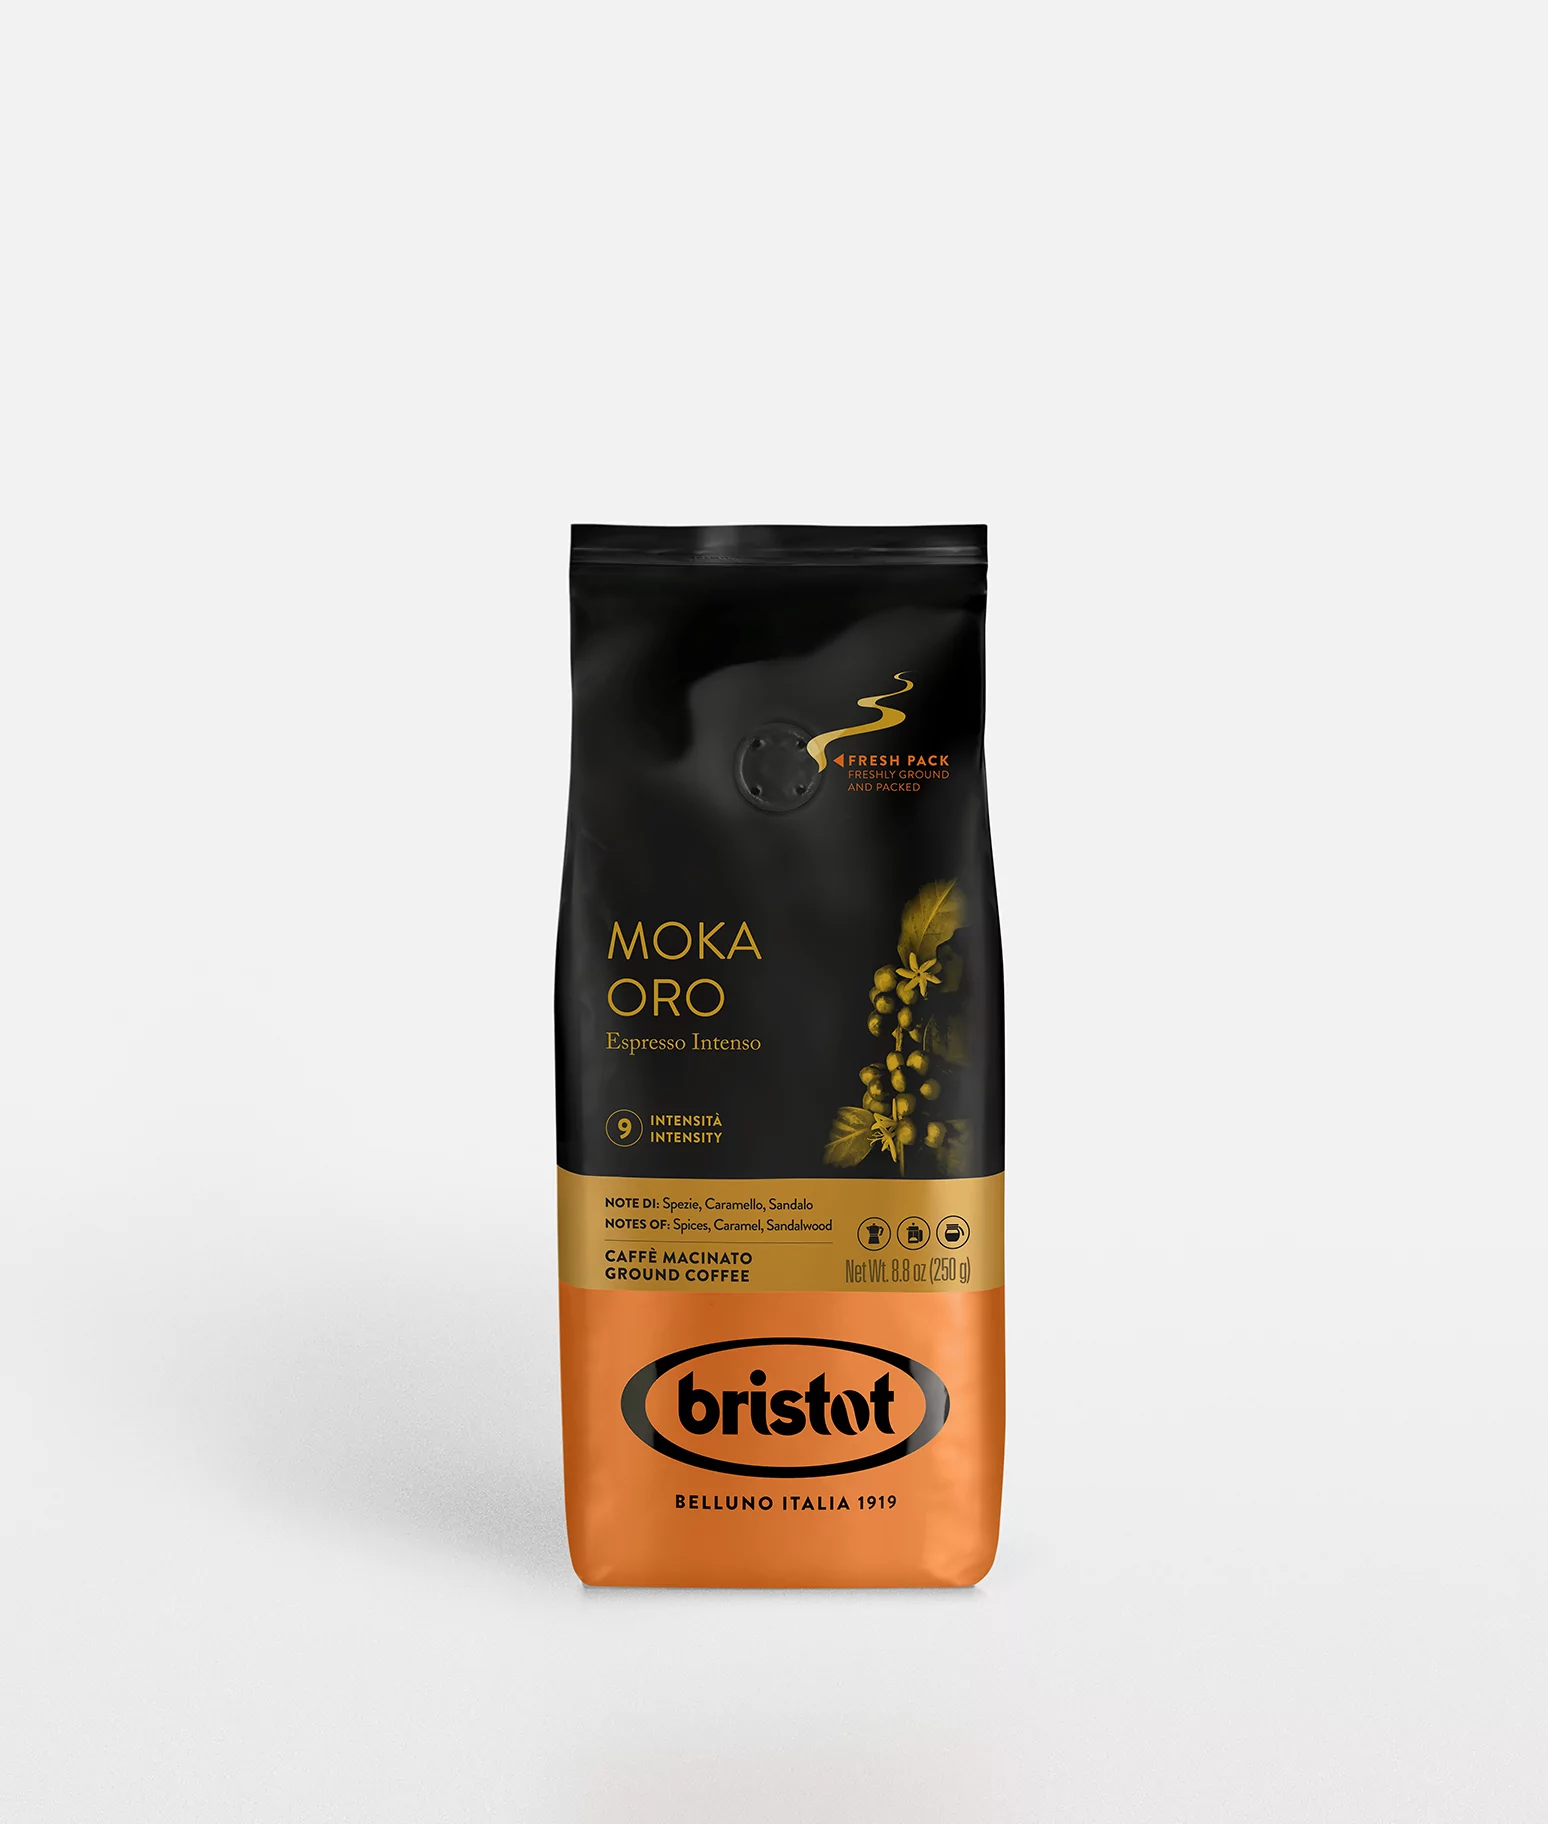 FRESH PACK
FRESHLY GROUND
AND PACKED
MOKA
ORO
Espresso Intenso
9
INTENSITÀ
INTENSITY
NOTE DI: Spezie, Caramello, Sandalo
NOTES OF: Spices, Caramel, Sandalwood
CAFFÈ MACINATO
GROUND COFFEE
Net Wt. 8.8 oz (250 g)
bristot
BELLUNO ITALIA 1919